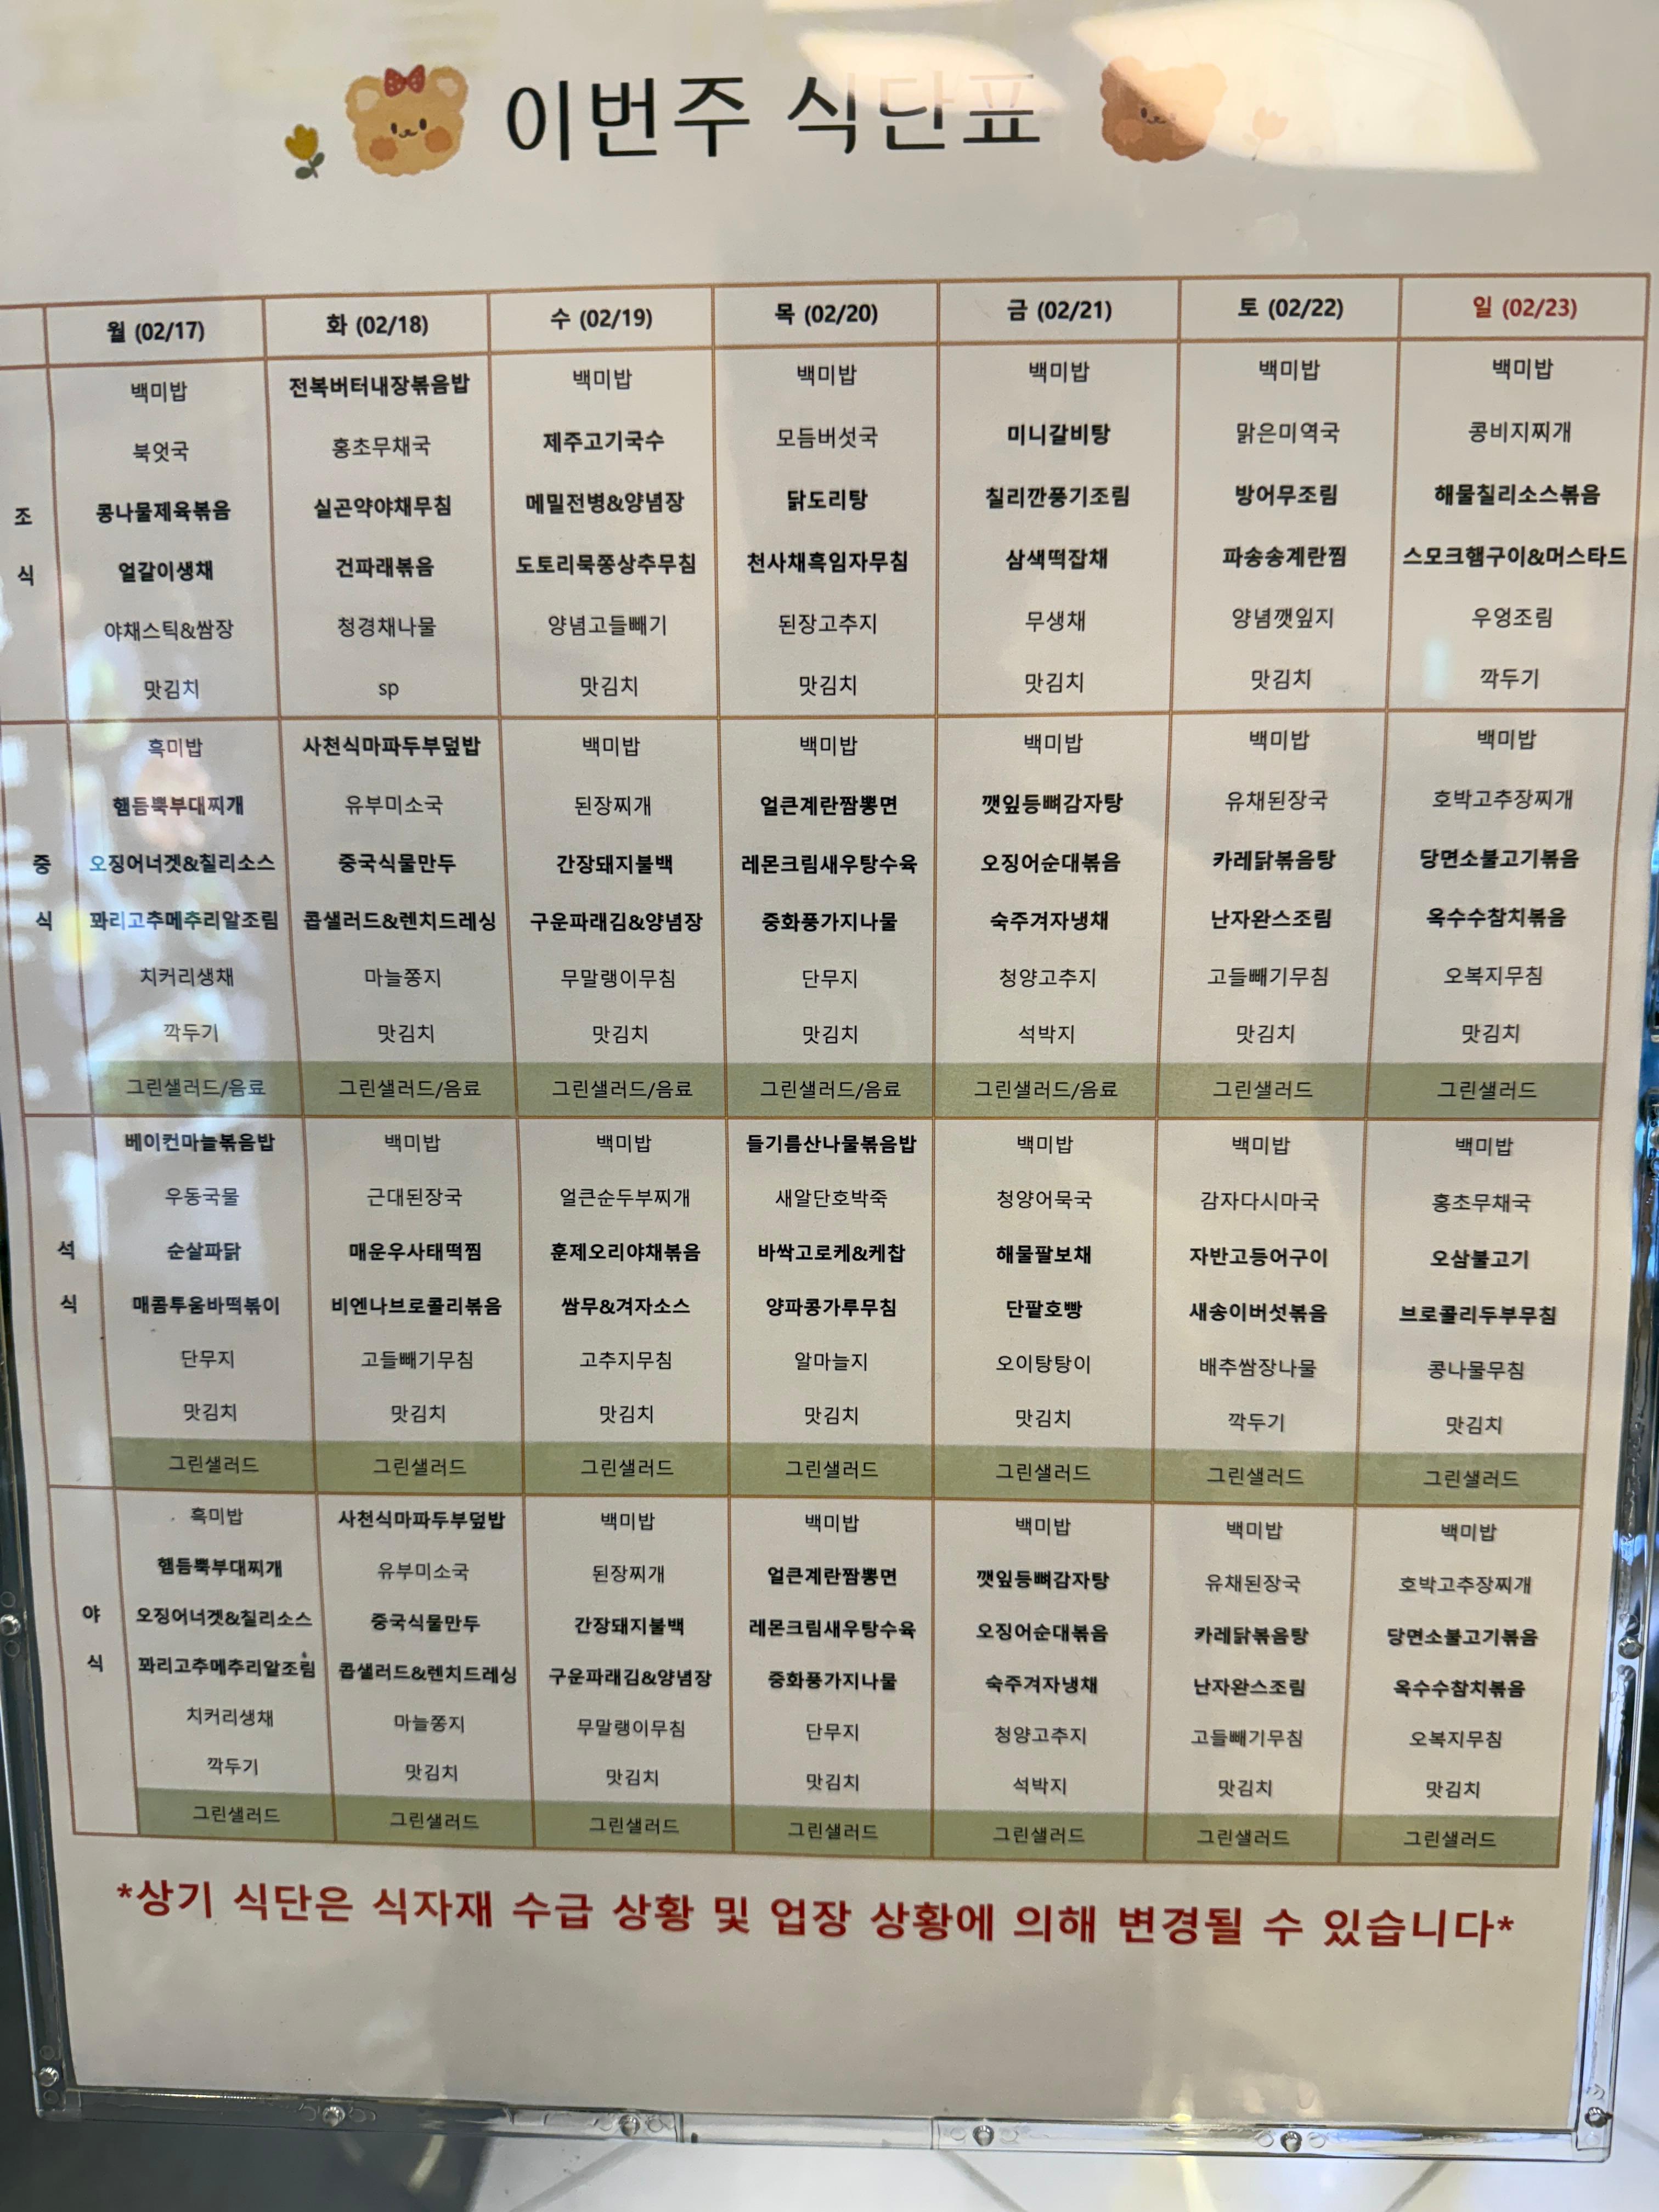 이번주 식단표
월 (02/17) 화 (02/18) 수 (02/19) 목 (02/20) 금 (02/21) 토 (02/22) 일 (02/23)
조식
백미밥 전복버터내장볶음밥 백미밥 백미밥 백미밥 백미밥 백미밥
북엇국 홍초무채국 제주고기국수 모듬버섯국 미니갈비탕 맑은미역국 콩비지찌개
콩나물제육볶음 실곤약야채무침 메밀전병&양념장 닭도리탕 칠리깐풍기조림 방어무조림 해물칠리소스볶음
얼갈이생채 건파래볶음 도토리묵쫑상추무침 천사채흑임자무침 삼색떡잡채 파송송계란찜 스모크햄구이&머스타드
야채스틱&쌈장 청경채나물 양념고들빼기 된장고추지 무생채 양념깻잎지 우엉조림
맛김치 sp 맛김치 맛김치 맛김치 맛김치 깍두기
중식
흑미밥 사천식마파두부덮밥 백미밥 백미밥 백미밥 백미밥 백미밥
햄듬뿍부대찌개 유부미소국 된장찌개 얼큰계란짬뽕면 깻잎등뼈감자탕 유채된장국 호박고추장찌개
오징어너겟&칠리소스 중국식물만두 간장돼지불백 레몬크림새우탕수육 오징어순대볶음 카레닭볶음탕 당면소불고기볶음
꽈리고추메추리알조림 콥샐러드&렌치드레싱 구운파래김&양념장 중화풍가지나물 숙주겨자냉채 난자완스조림 옥수수참치볶음
치커리생채 마늘쫑지 무말랭이무침 단무지 청양고추지 고들빼기무침 오복지무침
깍두기 맛김치 맛김치 맛김치 석박지 맛김치 맛김치
그린샐러드/음료 그린샐러드/음료 그린샐러드/음료 그린샐러드/음료 그린샐러드/음료 그린샐러드 그린샐러드
석식
베이컨마늘볶음밥 백미밥 백미밥 들기름산나물볶음밥 백미밥 백미밥 백미밥
우동국물 근대된장국 얼큰순두부찌개 새알단호박죽 청양어묵국 감자다시마국 홍초무채국
순살파닭 매운우사태떡찜 훈제오리야채볶음 바싹고로케&케찹 해물팔보채 자반고등어구이 오삼불고기
매콤투움바떡볶이 비엔나브로콜리볶음 쌈무&겨자소스 양파콩가루무침 단팥호빵 새송이버섯볶음 브로콜리두부무침
단무지 고들빼기무침 고추지무침 알마늘지 오이탕탕이 배추쌈장나물 콩나물무침
맛김치 맛김치 맛김치 맛김치 맛김치 깍두기 맛김치
그린샐러드 그린샐러드 그린샐러드 그린샐러드 그린샐러드 그린샐러드 그린샐러드
야식
흑미밥 사천식마파두부덮밥 백미밥 백미밥 백미밥 백미밥 백미밥
햄듬뿍부대찌개 유부미소국 된장찌개 얼큰계란짬뽕면 깻잎등뼈감자탕 유채된장국 호박고추장찌개
오징어너겟&칠리소스 중국식물만두 간장돼지불백 레몬크림새우탕수육 오징어순대볶음 카레닭볶음탕 당면소불고기볶음
꽈리고추메추리알조림 콥샐러드&렌치드레싱 구운파래김&양념장 중화풍가지나물 숙주겨자냉채 난자완스조림 옥수수참치볶음
치커리생채 마늘쫑지 무말랭이무침 단무지 청양고추지 고들빼기무침 오복지무침
깍두기 맛김치 맛김치 맛김치 석박지 맛김치 맛김치
그린샐러드 그린샐러드 그린샐러드 그린샐러드 그린샐러드 그린샐러드 그린샐러드
*상기 식단은 식자재 수급 상황 및 업장 상황에 의해 변경될 수 있습니다*